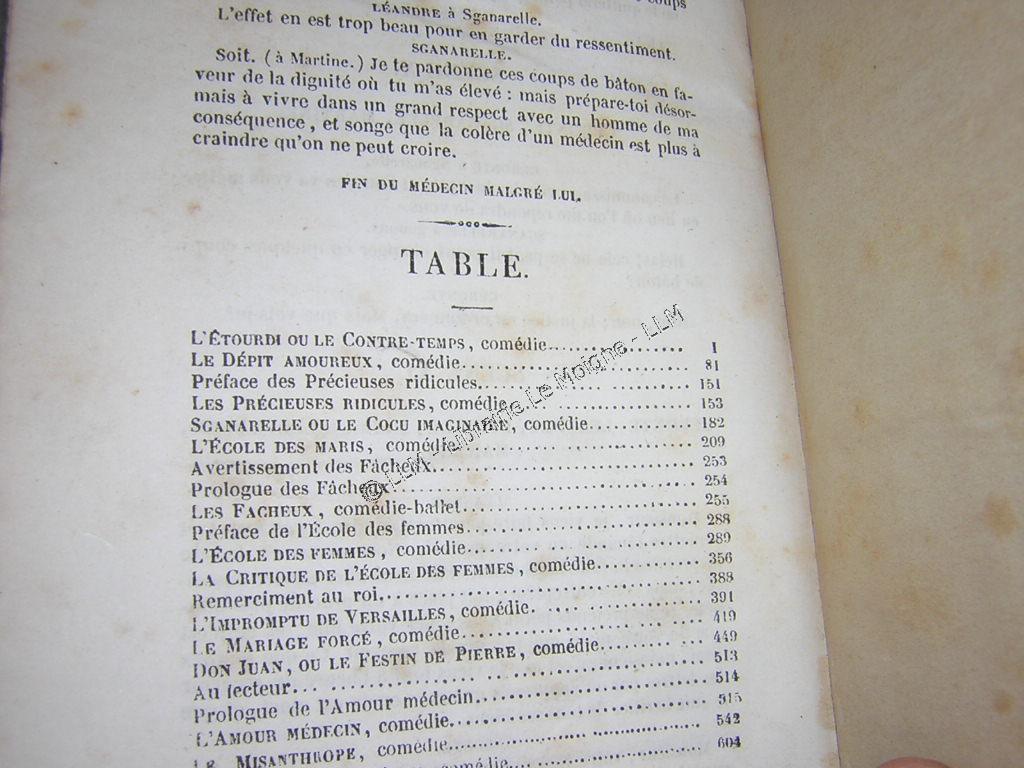 coups
LÉANDRE à Sganarelle.
L'effet en est trop beau pour en garder du ressentiment.
SGANARELLE.
Soit. (à Martine.) Je te pardonne ces coups de bâton en fa-
veur de la dignité où tu m'as élevé : mais prépare-toi désor-
mais à vivre dans un grand respect avec un homme de ma
conséquence, et songe que la colère d'un médecin est plus à
craindre qu'on ne peut croire.
FIN DU MÉDECIN MALGRÉ LUI.
TABLE.
L'ÉTOURDI OU LE CONTRE-TEMPS, comédie.................... 1
LE DÉPIT AMOUREUX, comédie................................ 81
Préface des Précieuses ridicules............................ 151
LES PRÉCIEUSES RIDICULES, comédie........................ 153
SGANARELLE OU LE COCU IMAGINAIRE, comédie............. 182
L'ÉCOLE DES MARIS, comédie................................ 209
Avertissement des Fâcheux................................... 253
Prologue des Fâcheux........................................ 254
LES FACHEUX, comédie-ballet................................ 255
Préface de l'École des femmes............................... 288
L'ÉCOLE DES FEMMES, comédie.............................. 289
LA CRITIQUE DE L'ÉCOLE DES FEMMES, comédie............. 356
Remerciment au roi.......................................... 388
L'IMPROMPTU DE VERSAILLES, comédie...................... 391
LE MARIAGE FORCÉ, comédie................................ 419
DON JUAN, OU LE FESTIN DE PIERRE, comédie.............. 449
Au lecteur................................................... 513
Prologue de l'Amour médecin................................ 514
L'AMOUR MÉDECIN, comédie................................. 515
LE MISANTHROPE, comédie.................................. 542
comédie.................... 604
© LLM - Librairie Le Moigne - LLM